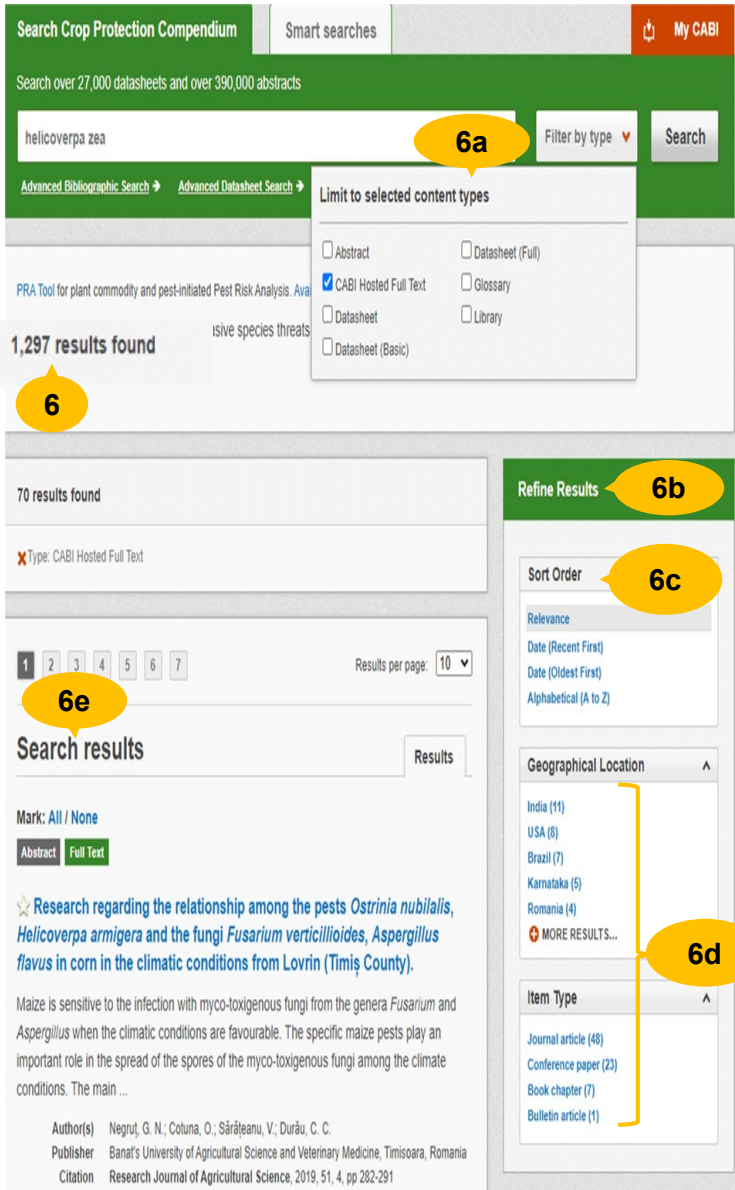 Search Crop Protection Compendium
Smart searches
My CABI
Search over 27,000 datasheets and over 390,000 abstracts
helicoverpa zea
6a
Filter by type
Search
Advanced Bibliographic Search
Advanced Datasheet Search
Limit to selected content types
Abstract
Datasheet (Full)
CABI Hosted Full Text
Glossary
Datasheet
Library
Datasheet (Basic)
PRA Tool for plant commodity and pest-initiated Pest Risk Analysis. Avai
asive species threats
1,297 results found
6
70 results found
Type: CABI Hosted Full Text
Refine Results
6b
Sort Order
6c
Relevance
Date (Recent First)
Date (Oldest First)
Alphabetical (A to Z)
1 2 3 4 5 6 7
Results per page: 10
6e
Search results
Results
Mark: All / None
Abstract Full Text
Research regarding the relationship among the pests Ostrinia nubilalis,
Helicoverpa armigera and the fungi Fusarium verticillioides, Aspergillus
flavus in corn in the climatic conditions from Lovrin (Timiș County).
Maize is sensitive to the infection with myco-toxigenous fungi from the genera Fusarium and
Aspergillus when the climatic conditions are favourable. The specific maize pests play an
important role in the spread of the spores of the myco-toxigenous fungi among the climate
conditions. The main ...
Author(s) Negruț, G. N.; Cotuna, O.; Sărățeanu, V.; Durău, C. C.
Publisher Banat's University of Agricultural Science and Veterinary Medicine, Timisoara, Romania
Citation Research Journal of Agricultural Science, 2019, 51, 4, pp 282-291
Geographical Location
India (11)
USA (8)
Brazil (7)
Karnataka (5)
Romania (4)
MORE RESULTS...
6d
Item Type
Journal article (48)
Conference paper (23)
Book chapter (7)
Bulletin article (1)